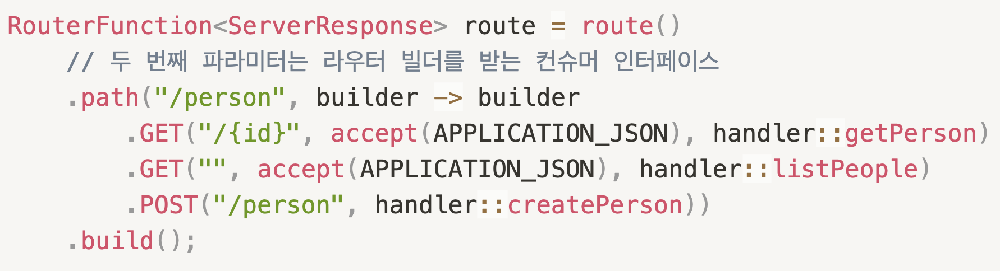 RouterFunction<ServerResponse> route = route()
    // 두 번째 파라미터는 라우터 빌더를 받는 컨슈머 인터페이스
    .path("/person", builder -> builder
        .GET("/{id}", accept(APPLICATION_JSON), handler::getPerson)
        .GET("", accept(APPLICATION_JSON), handler::listPeople)
        .POST("/person", handler::createPerson))
    .build();